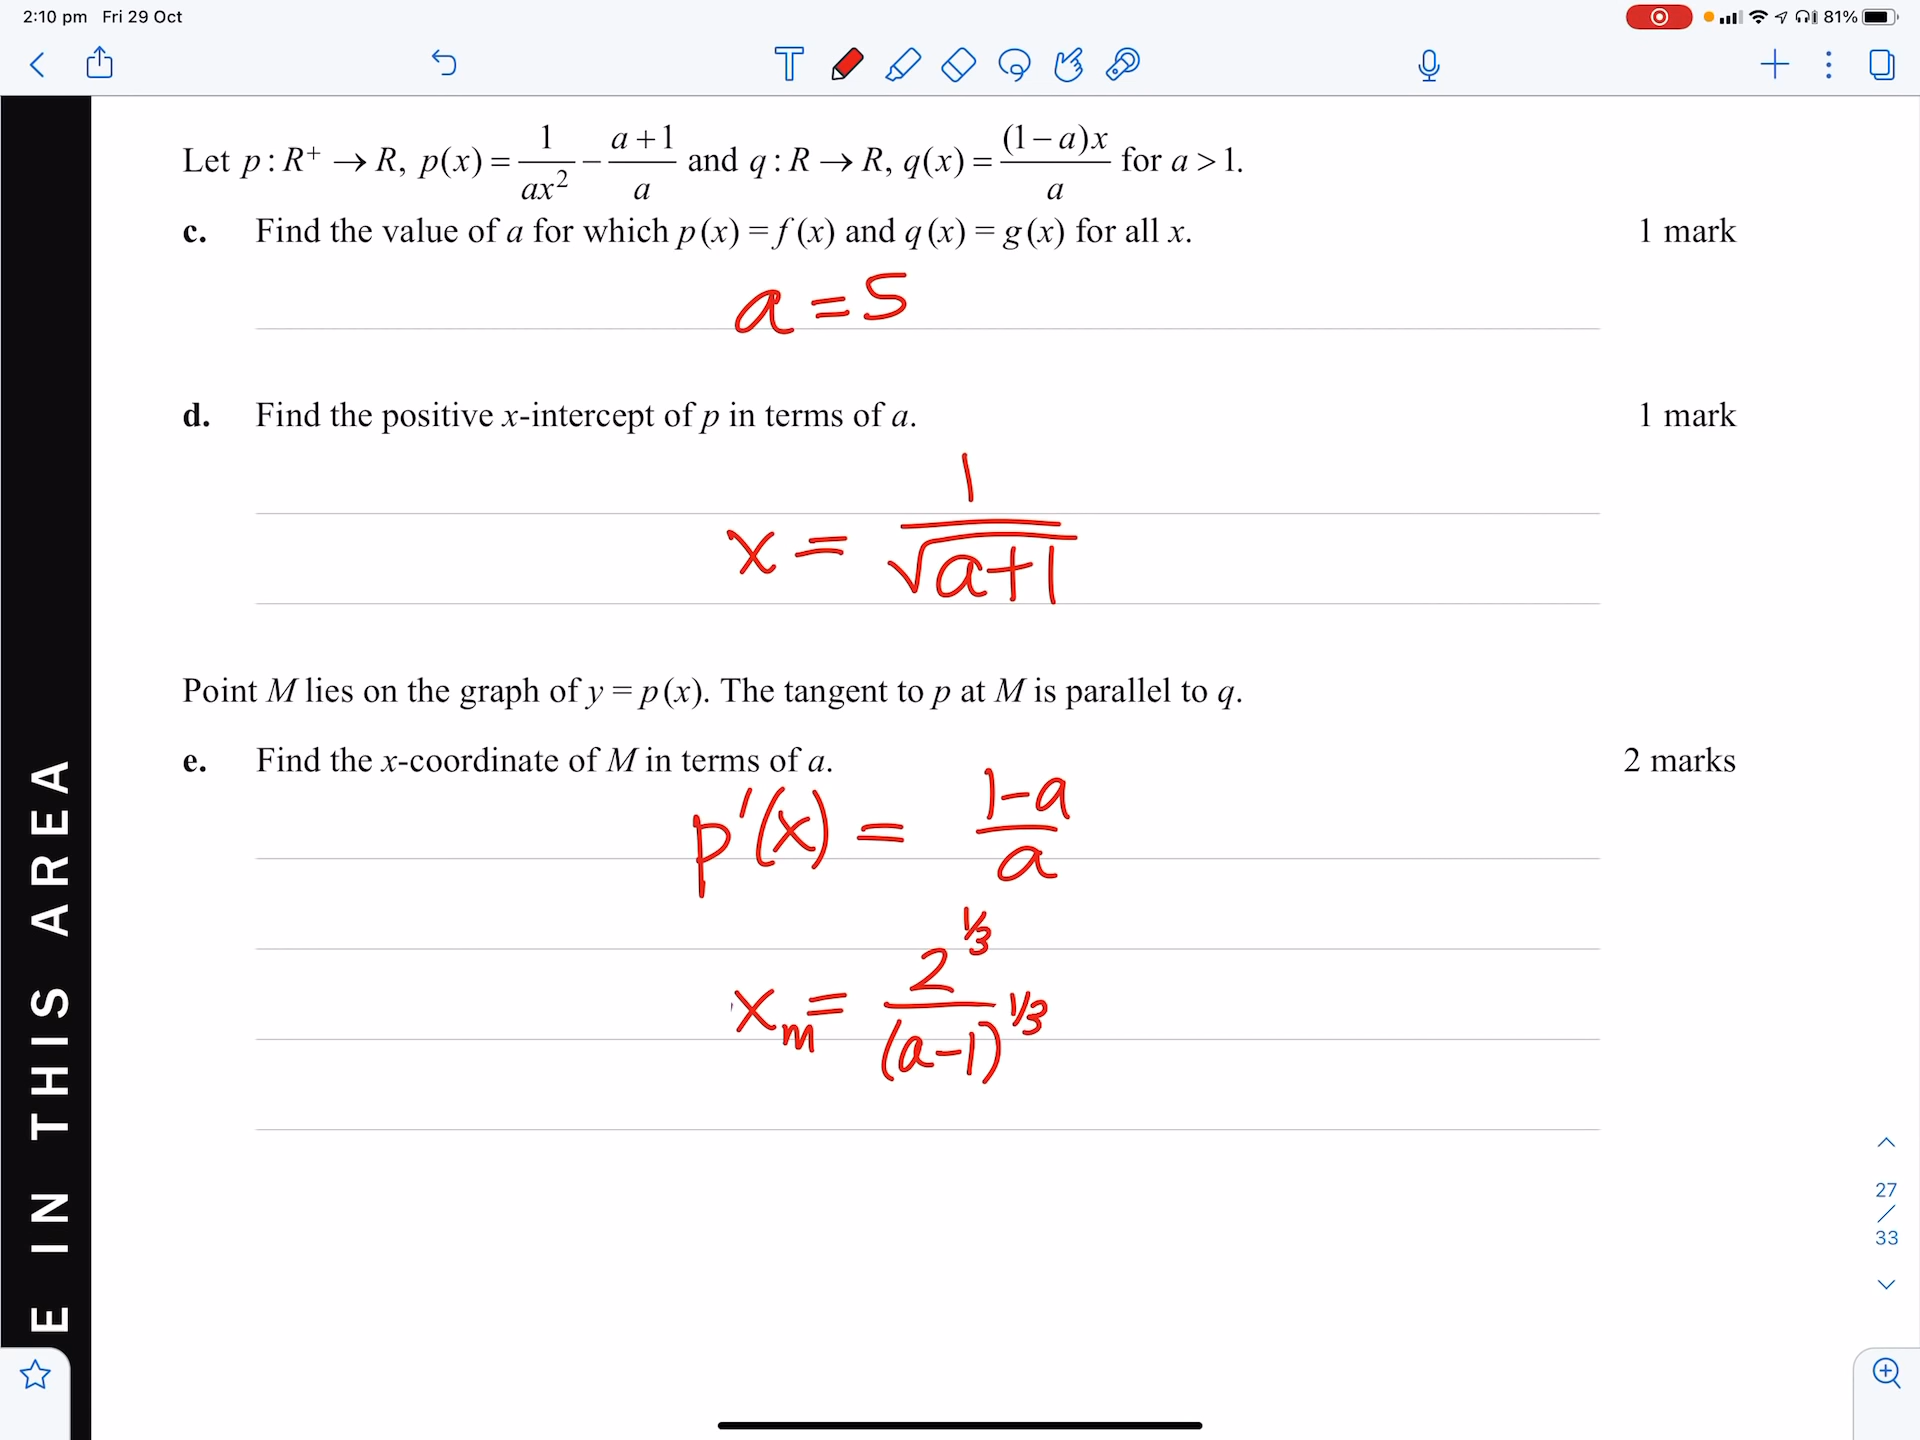 2:10 pm Fri 29 Oct 81%
T
Let p : R⁺ → R, p(x) = 1/(ax²) − (a+1)/a and q : R → R, q(x) = ((1−a)x)/a for a > 1.
c. Find the value of a for which p(x) = f(x) and q(x) = g(x) for all x. 1 mark
a = 5
d. Find the positive x-intercept of p in terms of a. 1 mark
x = 1/√(a+1)
Point M lies on the graph of y = p(x). The tangent to p at M is parallel to q.
e. Find the x-coordinate of M in terms of a. 2 marks
p'(x) = (1-a)/a
x_m = 2^(1/3)/(a-1)^(1/3)
E IN THIS AREA
27
/
33